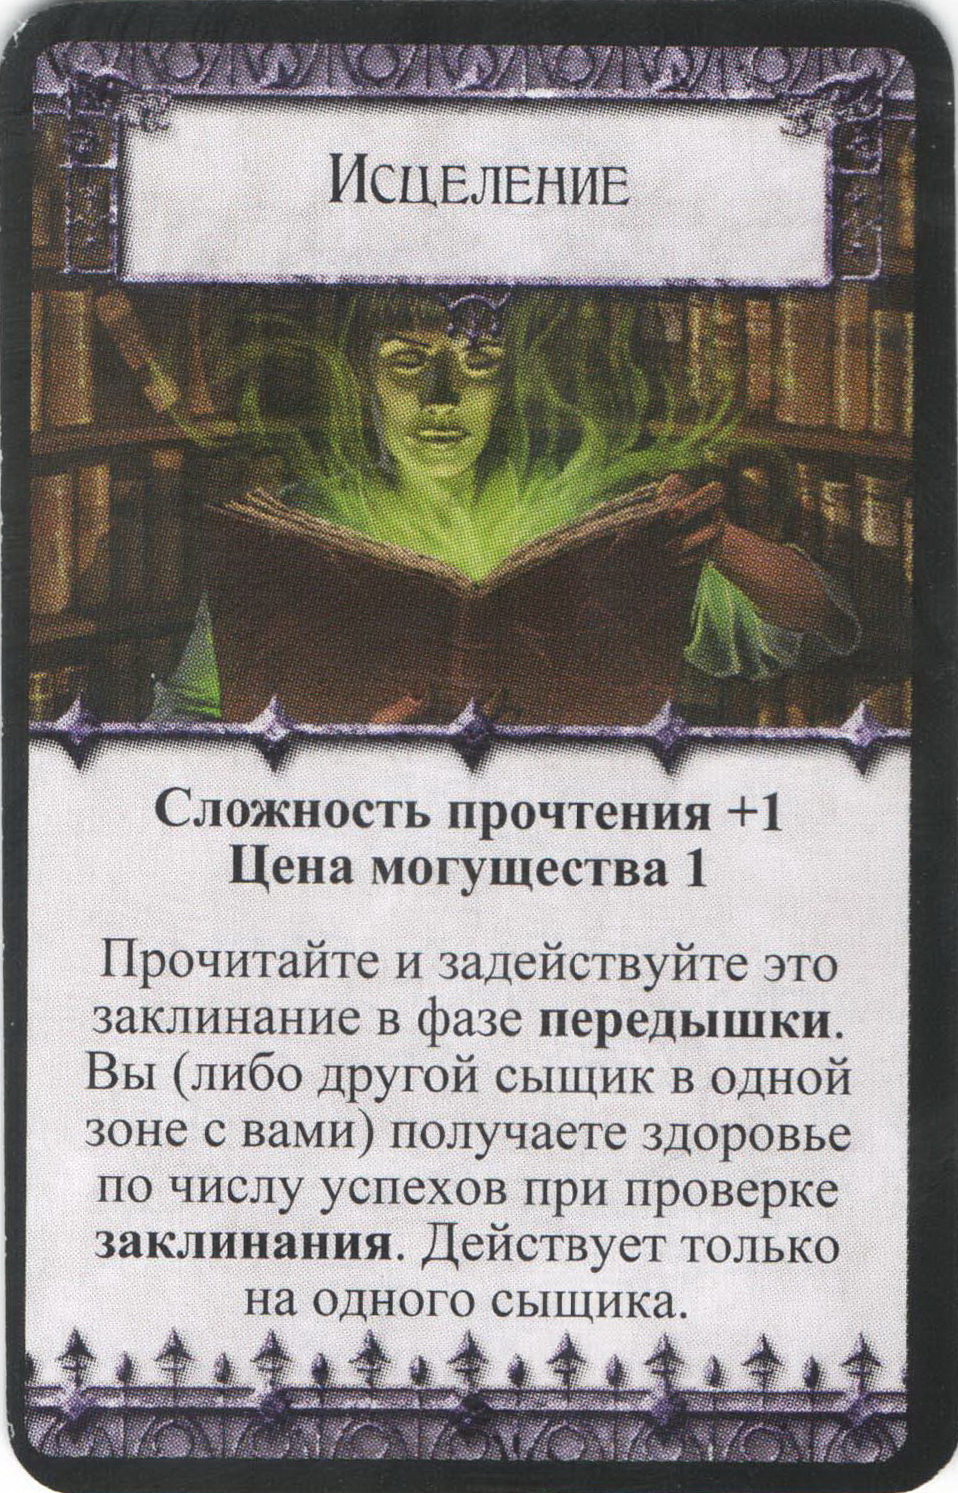 Исцеление
Сложность прочтения +1
Цена могущества 1
Прочитайте и задействуйте это
заклинание в фазе передышки.
Вы (либо другой сыщик в одной
зоне с вами) получаете здоровье
по числу успехов при проверке
заклинания. Действует только
на одного сыщика.